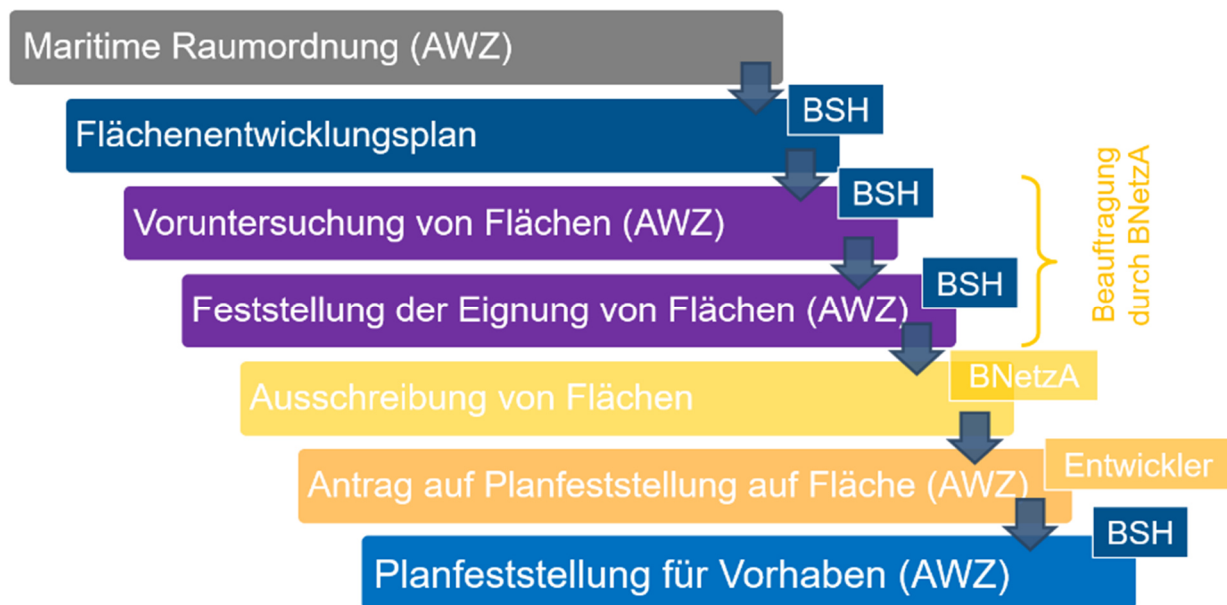 Maritime Raumordnung (AWZ)
BSH
Flächenentwicklungsplan
BSH
Voruntersuchung von Flächen (AWZ)
BSH
Feststellung der Eignung von Flächen (AWZ)
Beauftragung
durch BNetzA
BNetzA
Ausschreibung von Flächen
Entwickler
Antrag auf Planfeststellung auf Fläche (AWZ)
BSH
Planfeststellung für Vorhaben (AWZ)